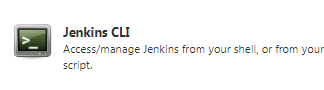 Jenkins CLI
Access/manage Jenkins from your shell, or from your
script.